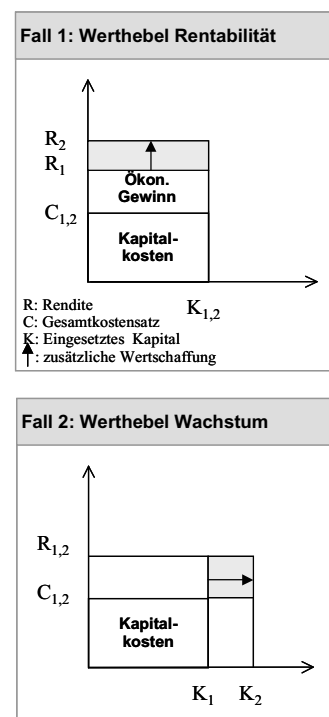 Fall 1: Werthebel Rentabilität
R2
R1
Ökon.
Gewinn
C1,2
Kapital-
kosten
K1,2
R: Rendite
C: Gesamtkostensatz
K: Eingesetztes Kapital
: zusätzliche Wertschaffung
Fall 2: Werthebel Wachstum
R1,2
C1,2
Kapital-
kosten
K1 K2